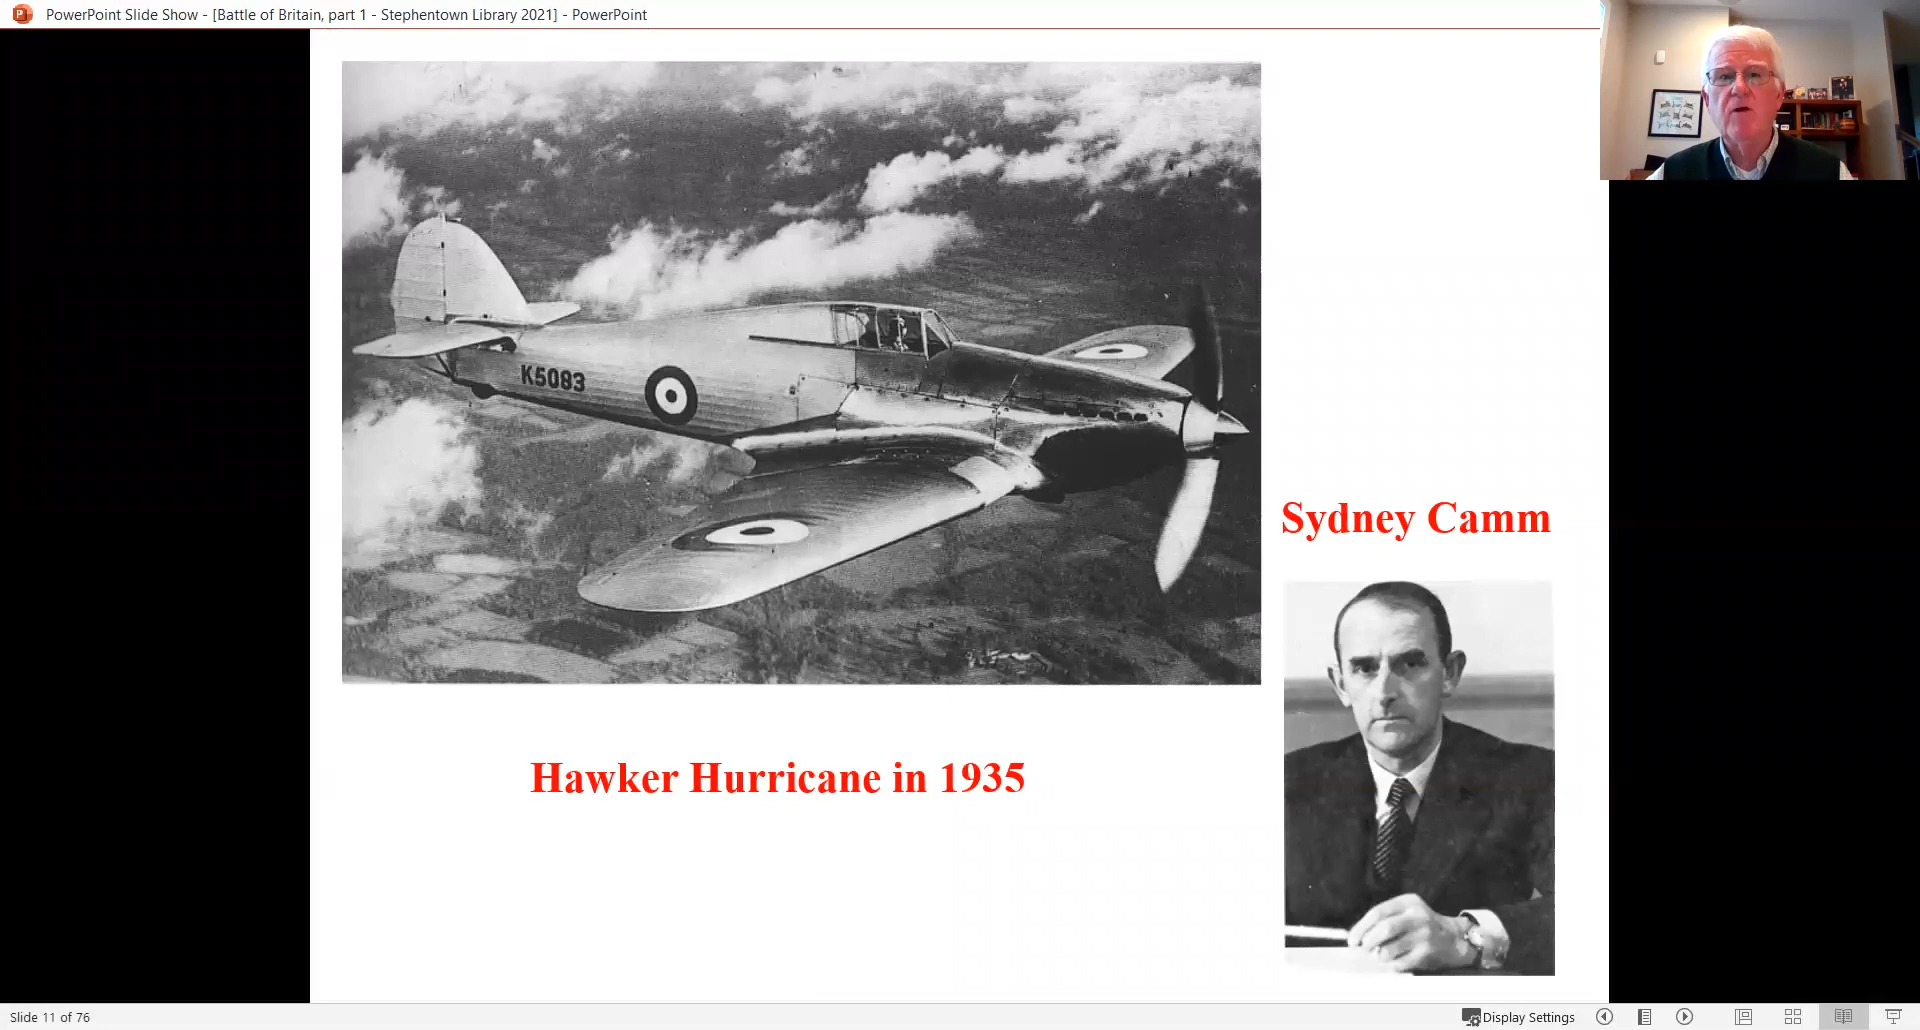 PowerPoint Slide Show - [Battle of Britain, part 1 - Stephentown Library 2021] - PowerPoint
K5083
Sydney Camm
Hawker Hurricane in 1935
Slide 11 of 76
Display Settings